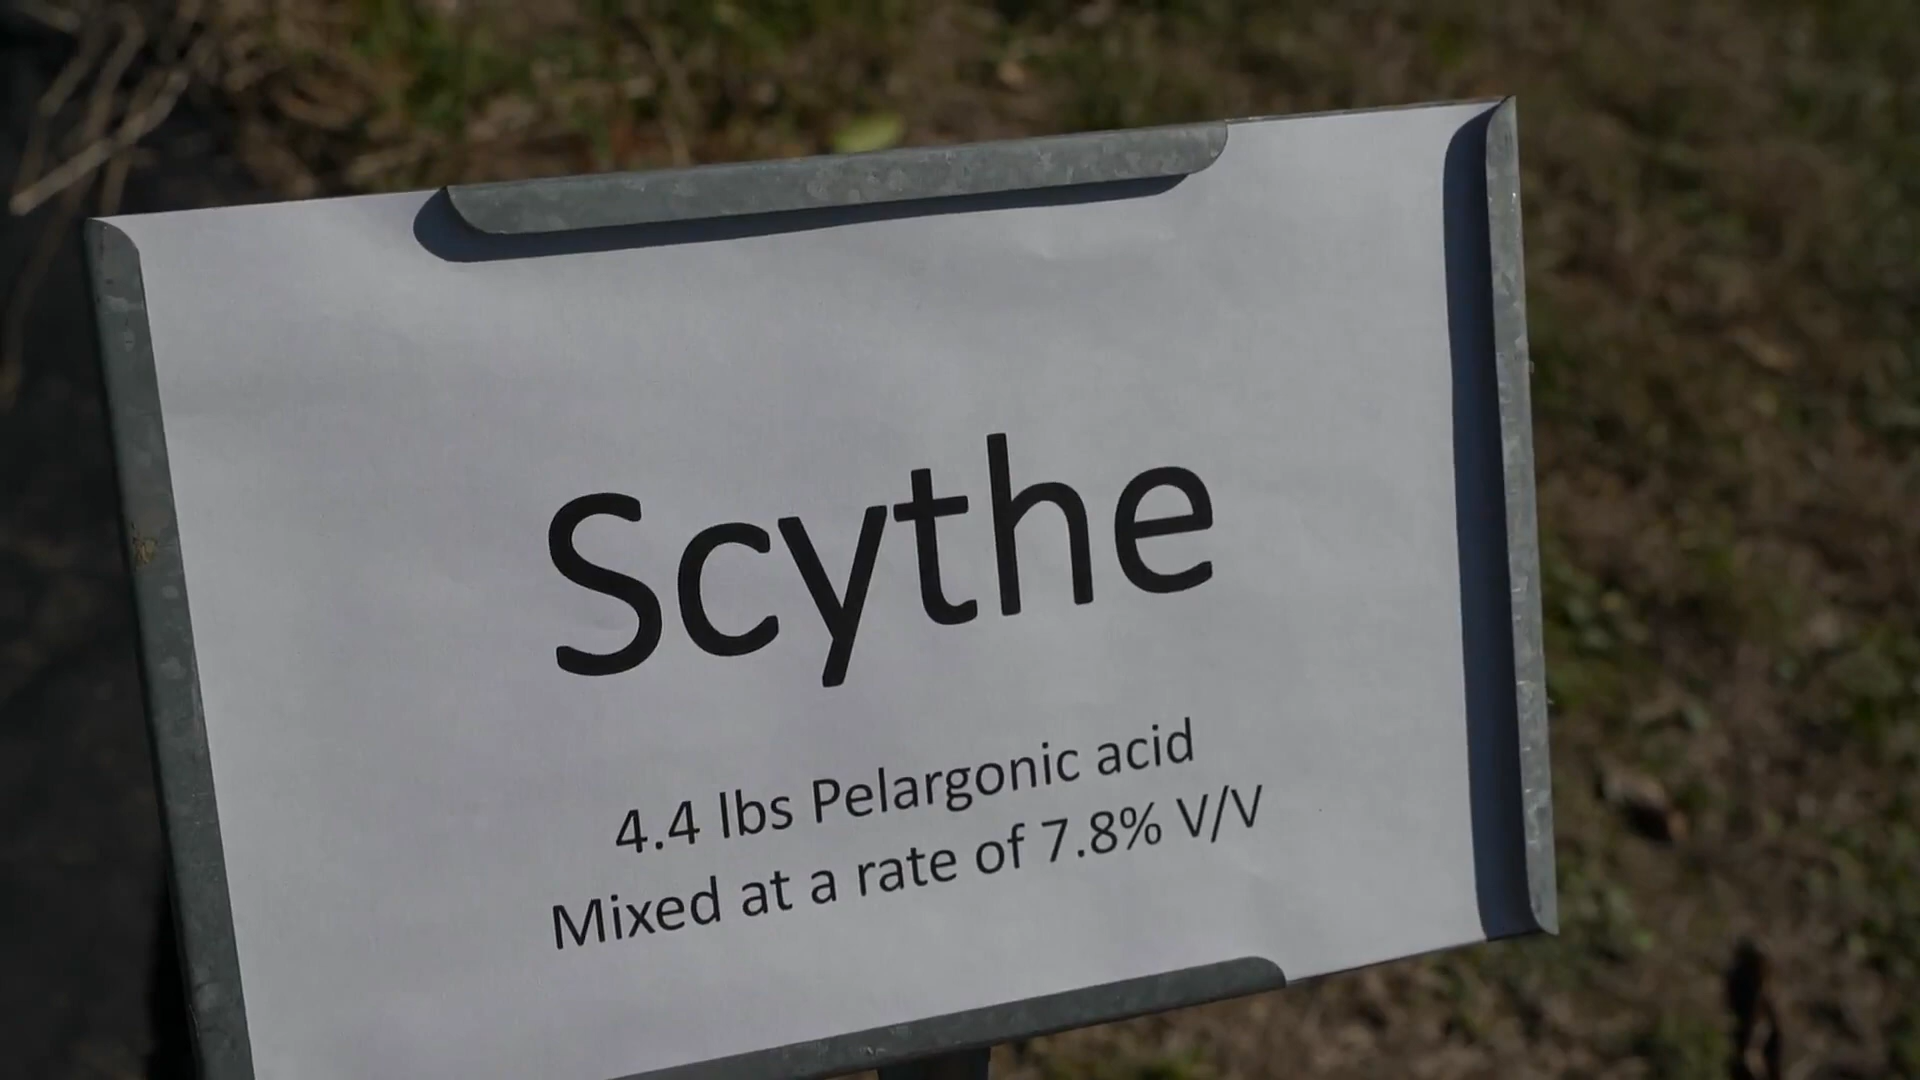 Scythe
4.4 lbs Pelargonic acid
Mixed at a rate of 7.8% V/V